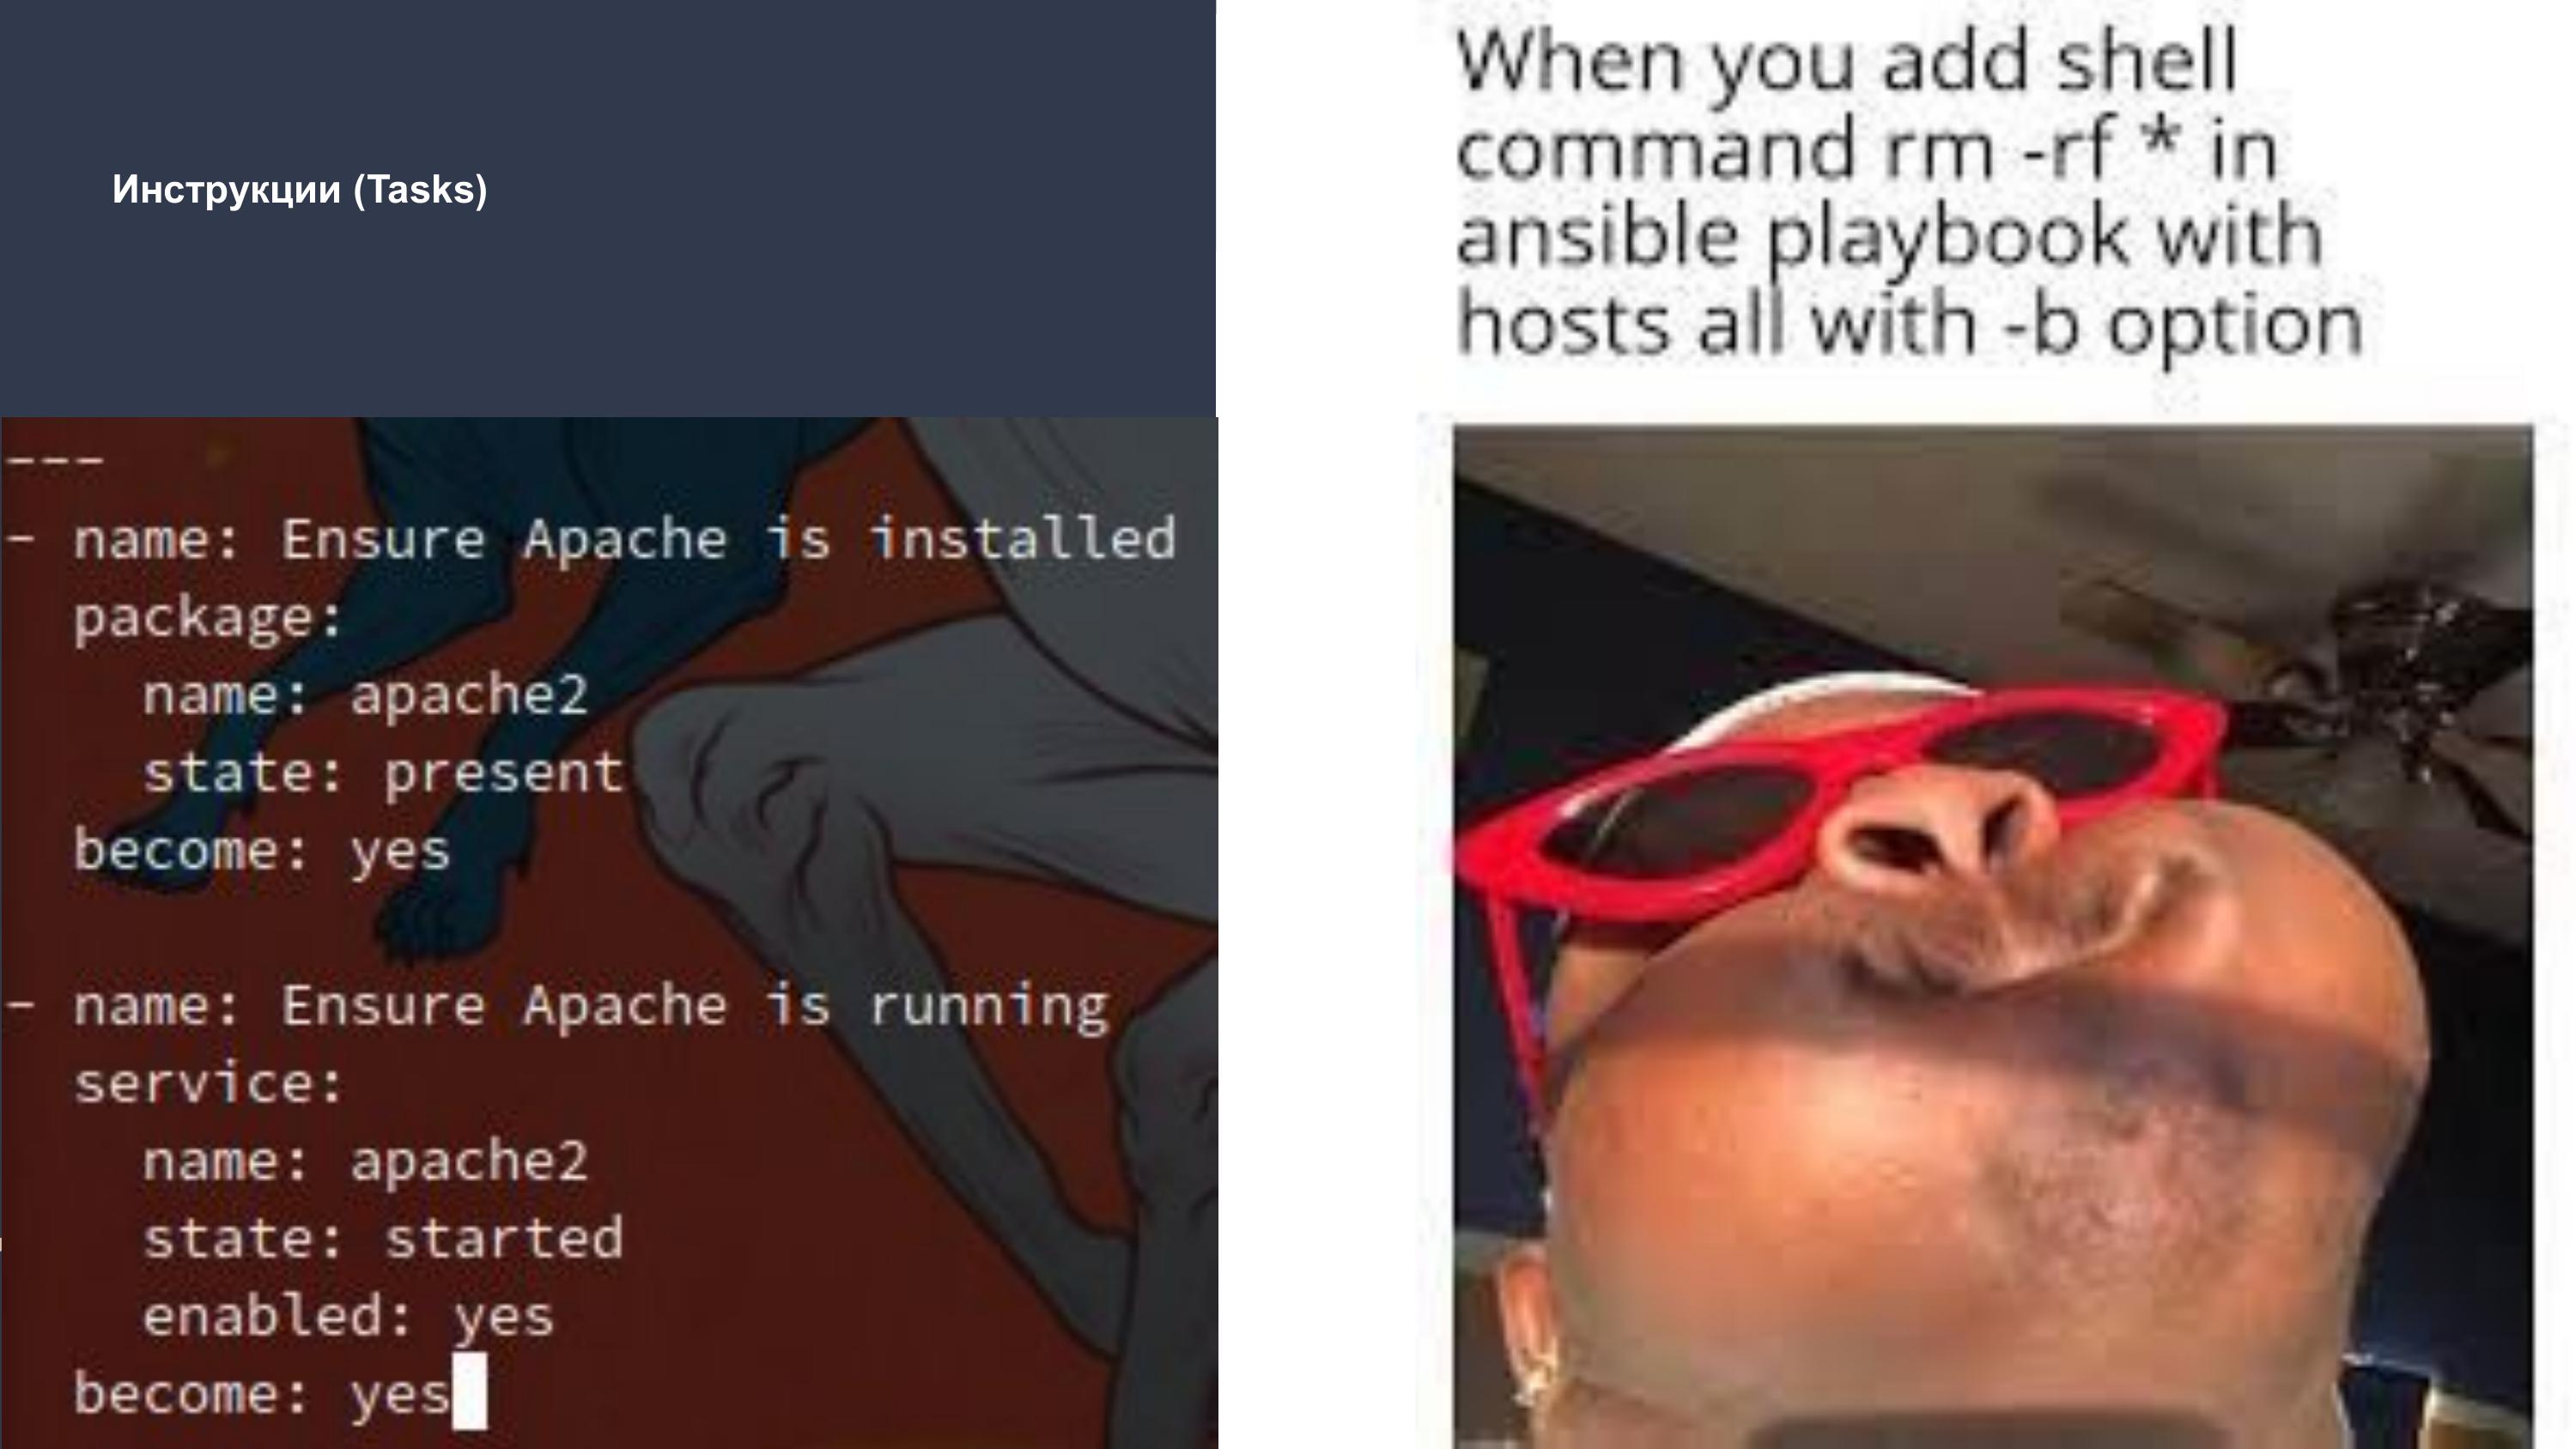 Инструкции (Tasks)
---
- name: Ensure Apache is installed
  package:
    name: apache2
    state: present
  become: yes

- name: Ensure Apache is running
  service:
    name: apache2
    state: started
    enabled: yes
  become: yes
When you add shell
command rm -rf * in
ansible playbook with
hosts all with -b option